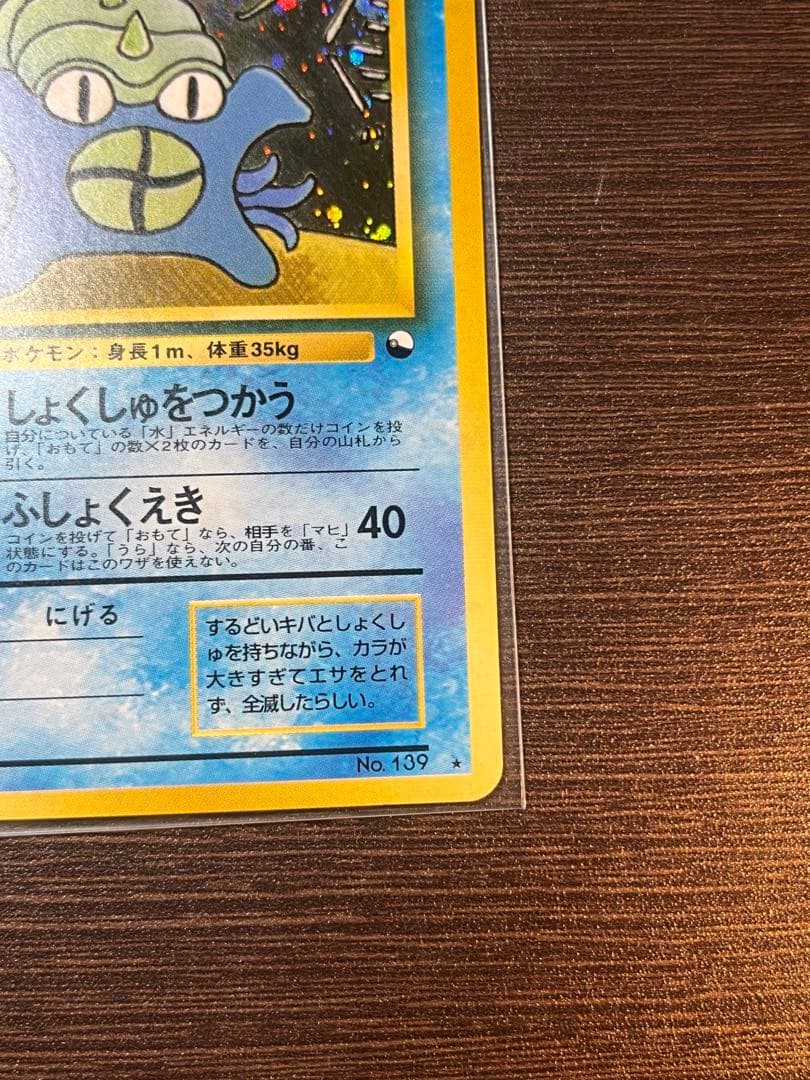 ポケモン：身長1m、体重35kg
しょくしゅをつかう
自分についている「水」エネルギーの数だけコインを投
げ、「おもて」の数×2枚のカードを、自分の山札から
引く。
ふしょくえき
コインを投げて「おもて」なら、相手を「マヒ」
状態にする。「うら」なら、次の自分の番、こ
のカードはこのワザを使えない。
40
にげる
するどいキバとしょくし
ゅを持ちながら、カラが
大きすぎてエサをとれ
ず、全滅したらしい。
No. 139 ★